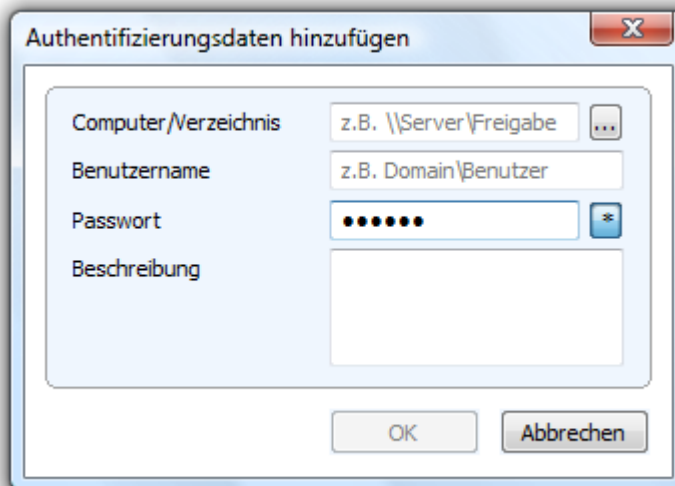 Authentifizierungsdaten hinzufügen
Computer/Verzeichnis z.B. \\Server\Freigabe ...
Benutzername z.B. Domain\Benutzer
Passwort ●●●●●● *
Beschreibung
OK Abbrechen